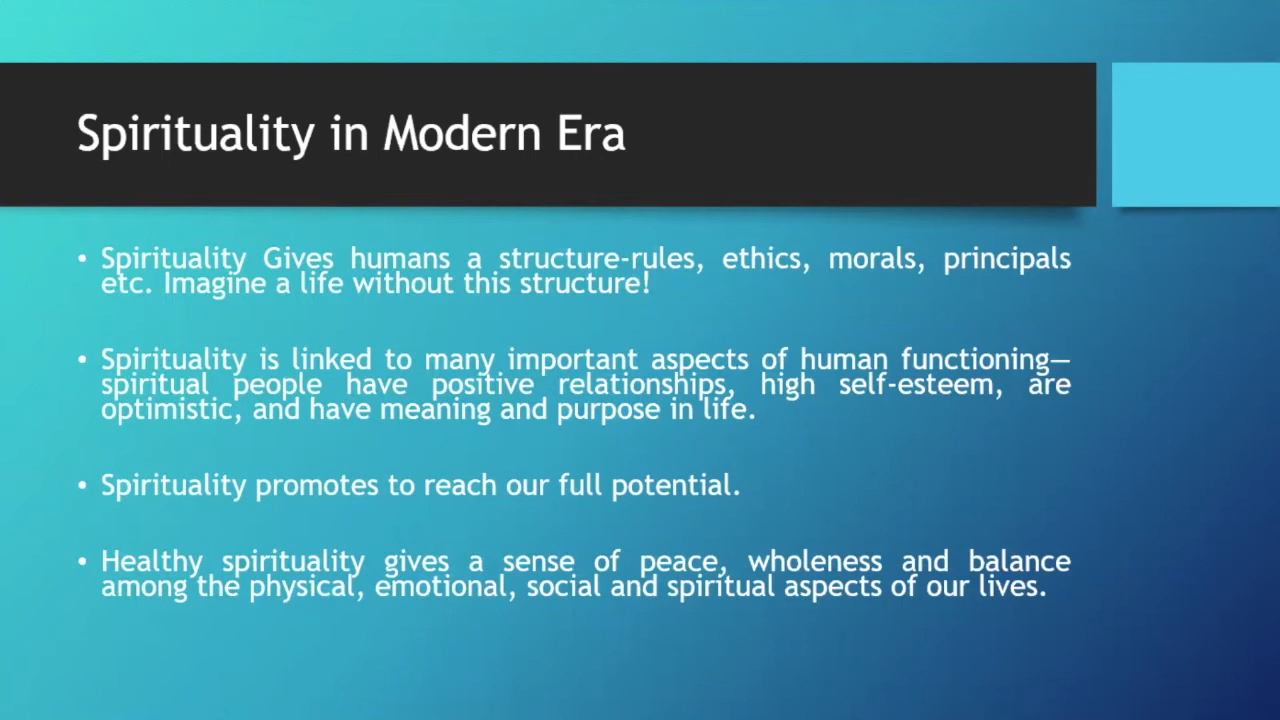 Spirituality in Modern Era
• Spirituality Gives humans a structure-rules, ethics, morals, principals
etc. Imagine a life without this structure!
• Spirituality is linked to many important aspects of human functioning—
spiritual people have positive relationships, high self-esteem, are
optimistic, and have meaning and purpose in life.
• Spirituality promotes to reach our full potential.
• Healthy spirituality gives a sense of peace, wholeness and balance
among the physical, emotional, social and spiritual aspects of our lives.